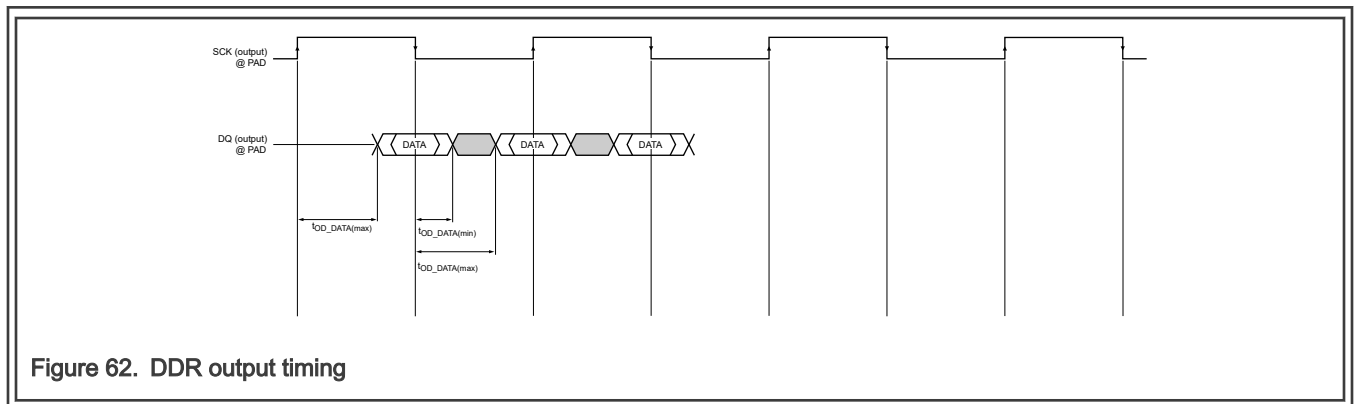 SCK (output)
@ PAD
DQ (output)
@ PAD
DATA
DATA
DATA
tOD_DATA(max)
tOD_DATA(min)
tOD_DATA(max)
Figure 62. DDR output timing